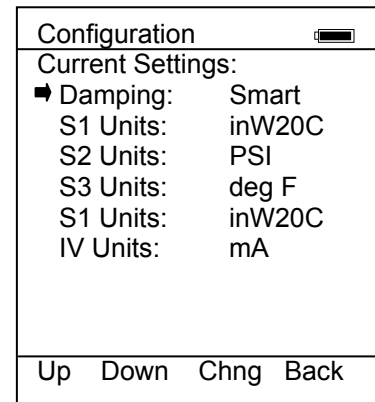 Configuration
Current Settings:
Damping: Smart
S1 Units: inW20C
S2 Units: PSI
S3 Units: deg F
S1 Units: inW20C
IV Units: mA
Up Down Chng Back